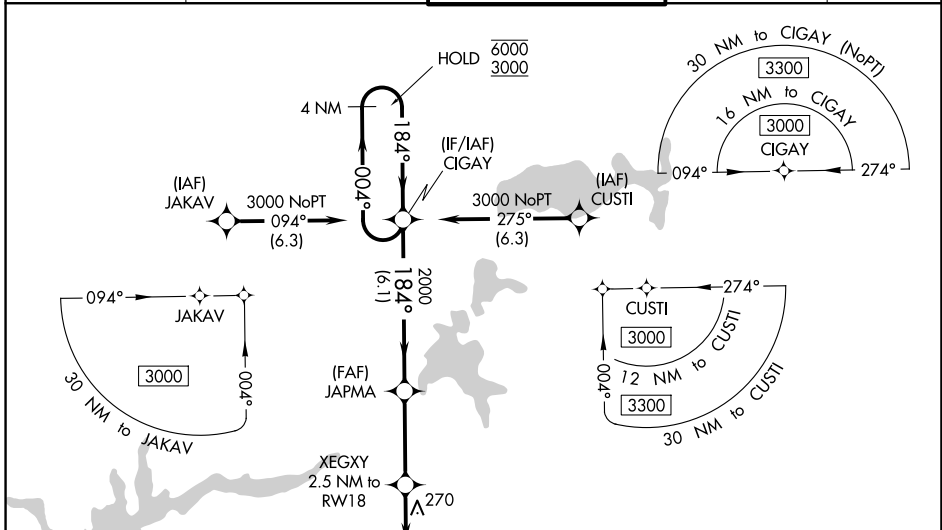 HOLD 6000
3000
4 NM
184°
004°
(IF/IAF)
CIGAY
(IAF)
JAKAV
3000 NoPT
094°
(6.3)
3000 NoPT
275°
(6.3)
(IAF)
CUSTI
30 NM to CIGAY (NoPT)
3300
16 NM to CIGAY
3000
CIGAY
094°
274°
2000
184°
(6.1)
094°
JAKAV
3000
004°
30 NM to JAKAV
274°
CUSTI
3000
004°
12 NM to CUSTI
3300
30 NM to CUSTI
(FAF)
JAPMA
XEGXY
2.5 NM to
RW18
270